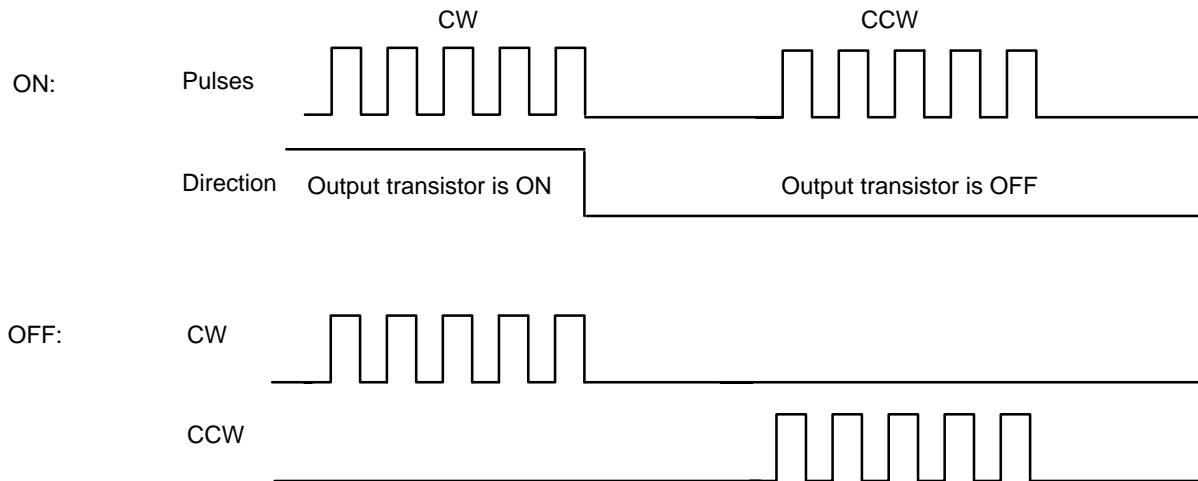 CW CCW
ON: Pulses
Direction Output transistor is ON Output transistor is OFF
OFF: CW
CCW